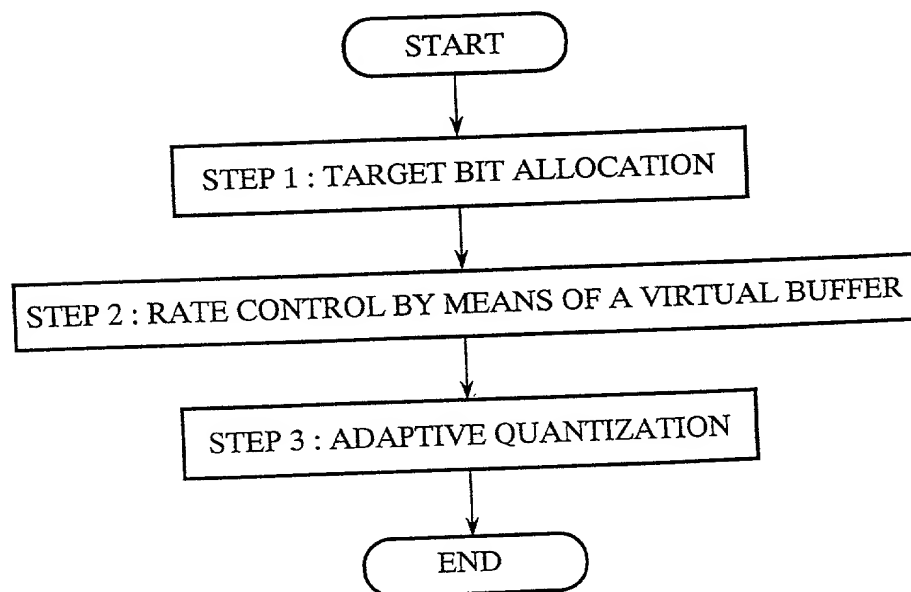 START
STEP 1 : TARGET BIT ALLOCATION
STEP 2 : RATE CONTROL BY MEANS OF A VIRTUAL BUFFER
STEP 3 : ADAPTIVE QUANTIZATION
END